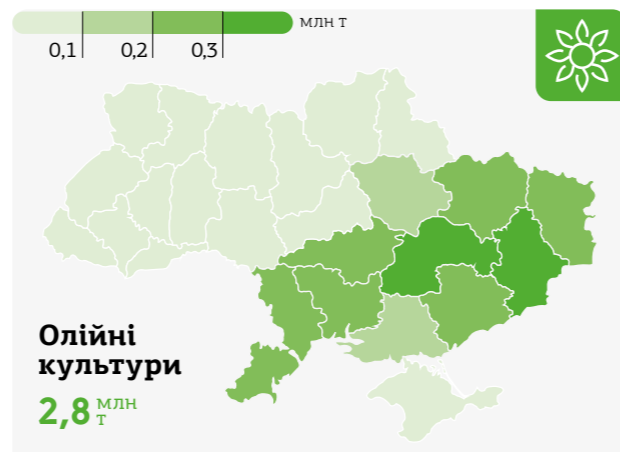 млн т
0,1 0,2 0,3
Олійні
культури
2,8 млн
т